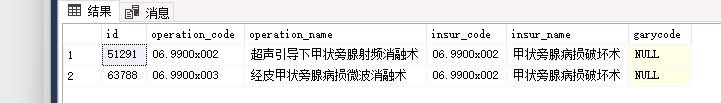 结果 消息
id operation_code operation_name insur_code insur_name garycode
1 51291 06.9900x002 超声引导下甲状旁腺射频消融术 06.9900x002 甲状旁腺病损破坏术 NULL
2 63788 06.9900x003 经皮甲状旁腺病损微波消融术 06.9900x002 甲状旁腺病损破坏术 NULL